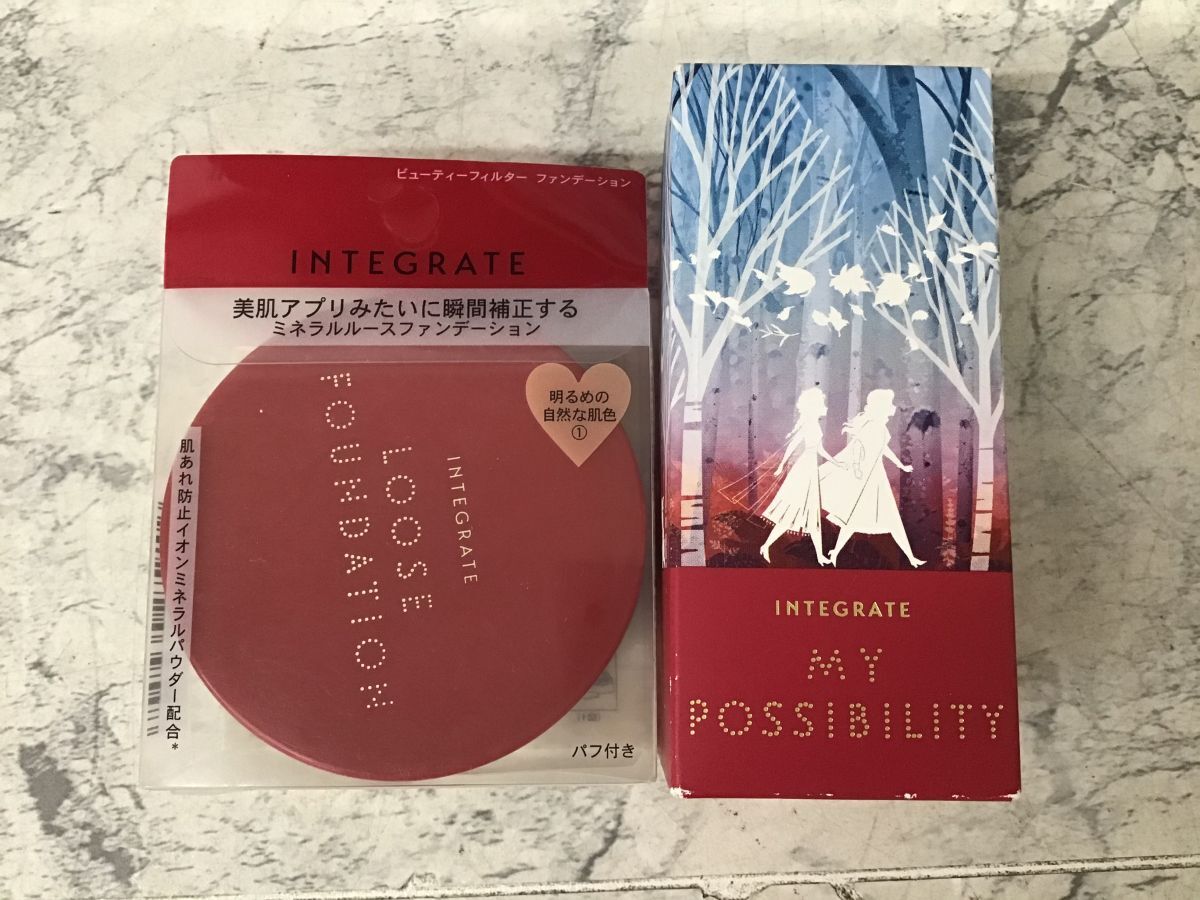 ビューティーフィルター ファンデーション
INTEGRATE
美肌アプリみたいに瞬間補正する
ミネラルルースファンデーション
明るめの
自然な肌色
①
INTEGRATE
LOOSE
FOUNDATION
肌あれ防止イオンミネラルパウダー配合*
パフ付き
INTEGRATE
MY
POSSIBILITY